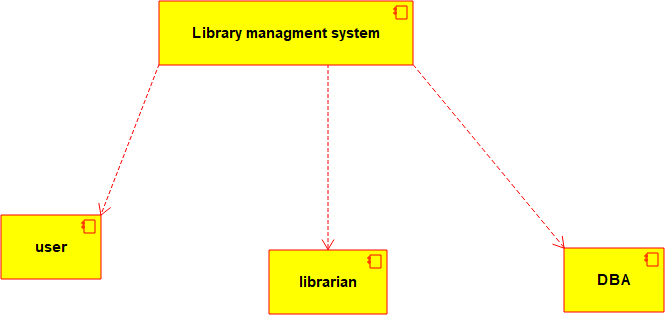 Library managment system
user
librarian
DBA